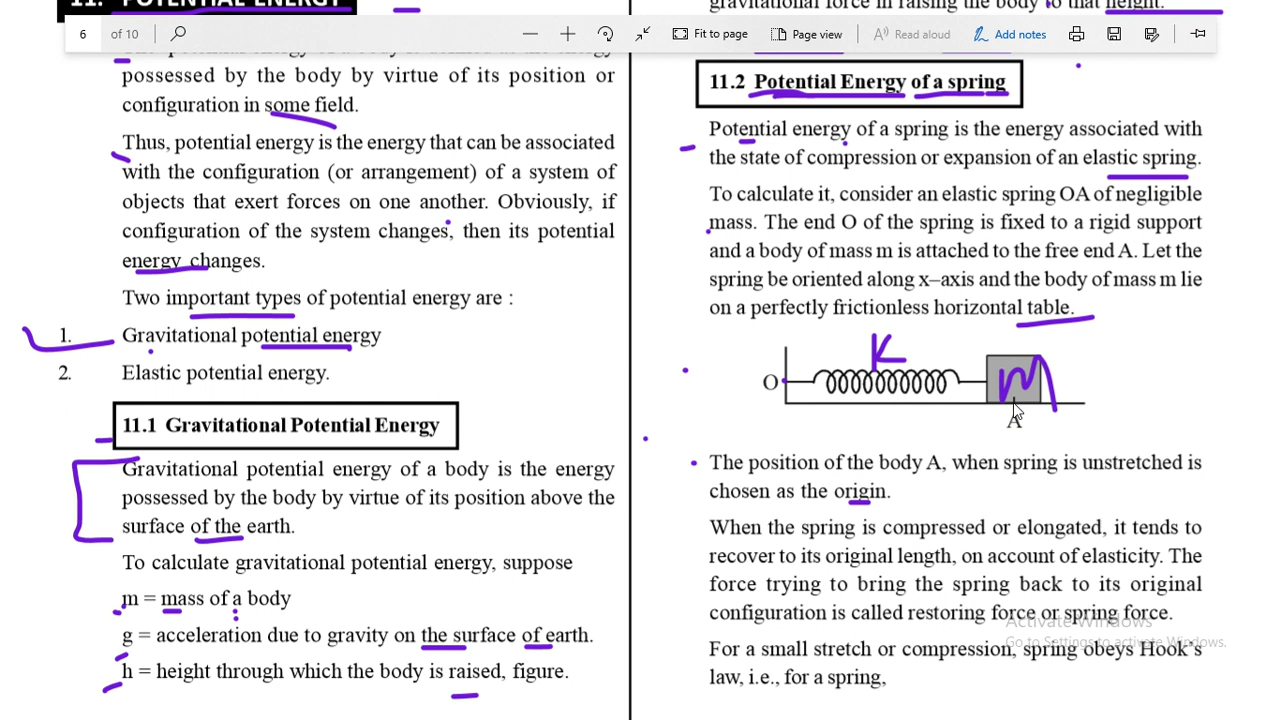 11. POTENTIAL ENERGY
6 of 10
Fit to page
Page view
Read aloud
Add notes
possessed by the body by virtue of its position or
configuration in some field.
Thus, potential energy is the energy that can be associated
with the configuration (or arrangement) of a system of
objects that exert forces on one another. Obviously, if
configuration of the system changes, then its potential
energy changes.
Two important types of potential energy are :
1. Gravitational potential energy
2. Elastic potential energy.
11.1 Gravitational Potential Energy
Gravitational potential energy of a body is the energy
possessed by the body by virtue of its position above the
surface of the earth.
To calculate gravitational potential energy, suppose
m = mass of a body
g = acceleration due to gravity on the surface of earth.
h = height through which the body is raised, figure.
gravitational force in raising the body to that height.
11.2 Potential Energy of a spring
Potential energy of a spring is the energy associated with
the state of compression or expansion of an elastic spring.
To calculate it, consider an elastic spring OA of negligible
mass. The end O of the spring is fixed to a rigid support
and a body of mass m is attached to the free end A. Let the
spring be oriented along x–axis and the body of mass m lie
on a perfectly frictionless horizontal table.
K
O
m
A
The position of the body A, when spring is unstretched is
chosen as the origin.
When the spring is compressed or elongated, it tends to
recover to its original length, on account of elasticity. The
force trying to bring the spring back to its original
configuration is called restoring force or spring force.
Activate Windows
Go to Settings to activate Windows.
For a small stretch or compression, spring obeys Hook's
law, i.e., for a spring,